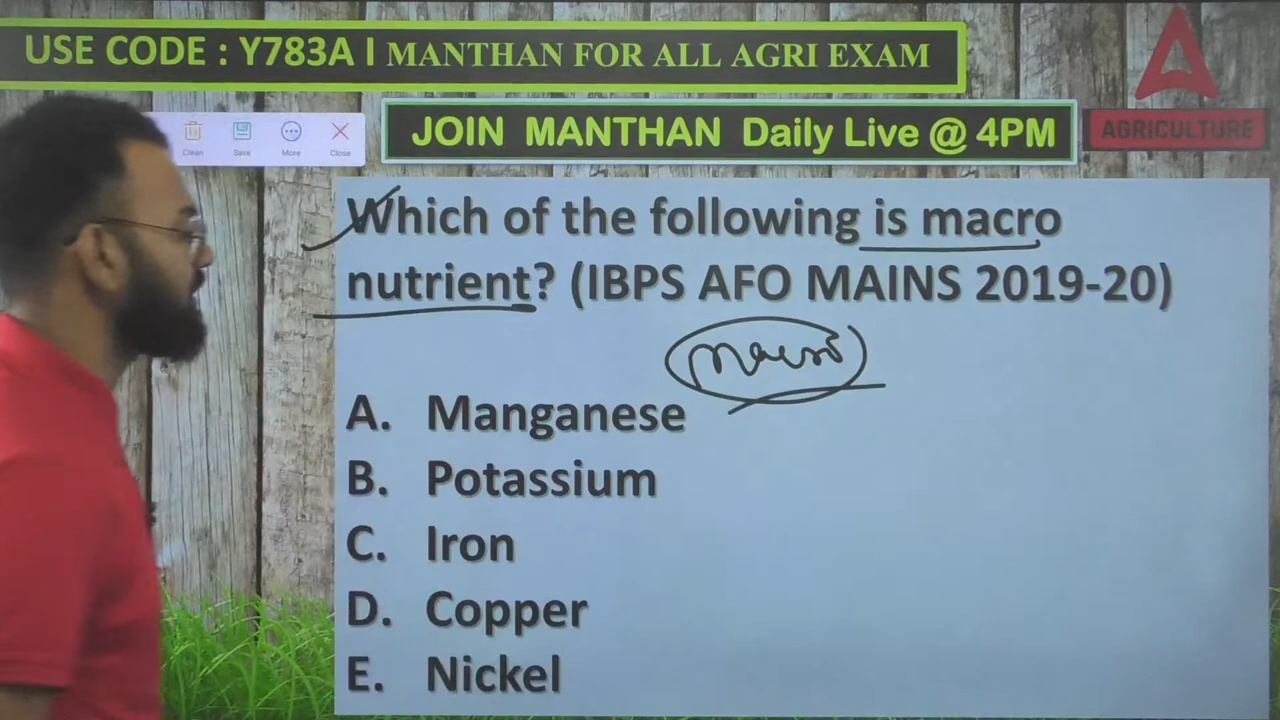 USE CODE : Y783A I MANTHAN FOR ALL AGRI EXAM
JOIN MANTHAN Daily Live @ 4PM
AGRICULTURE
Clean Save More Close
Which of the following is macro
nutrient? (IBPS AFO MAINS 2019-20)
macro
A. Manganese
B. Potassium
C. Iron
D. Copper
E. Nickel